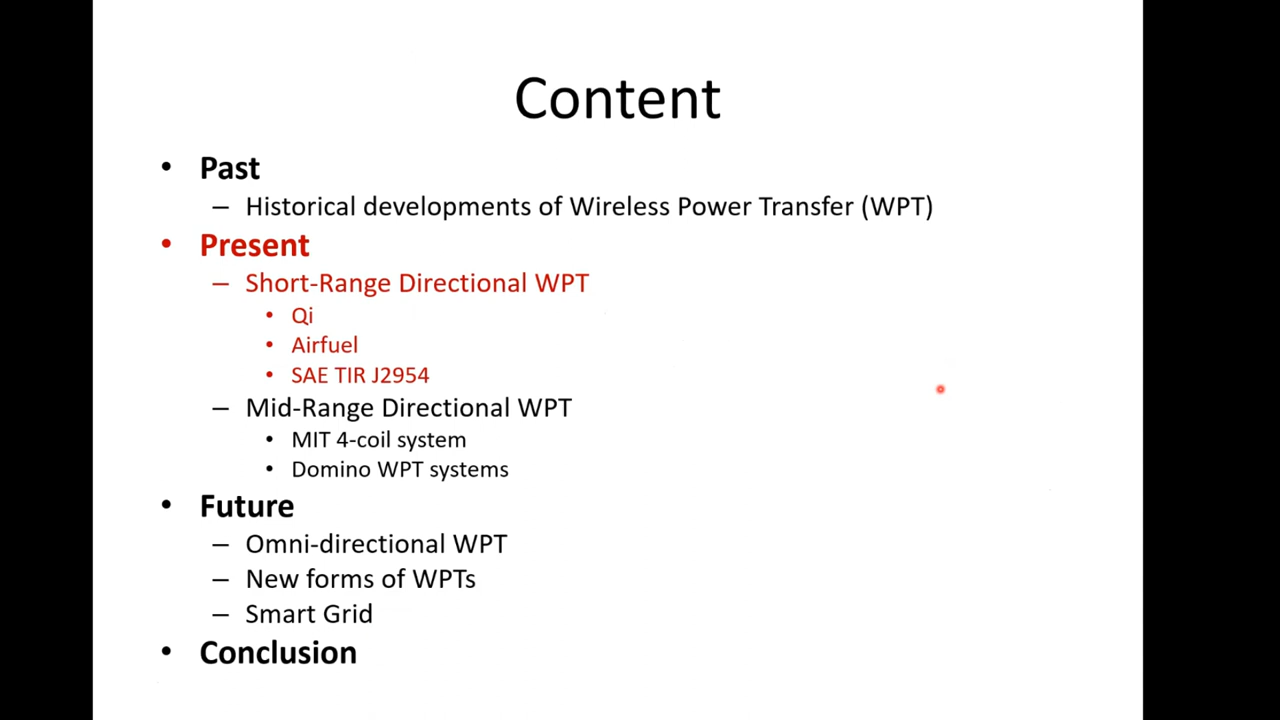 Content
• Past
– Historical developments of Wireless Power Transfer (WPT)
• Present
– Short-Range Directional WPT
• Qi
• Airfuel
• SAE TIR J2954
– Mid-Range Directional WPT
• MIT 4-coil system
• Domino WPT systems
• Future
– Omni-directional WPT
– New forms of WPTs
– Smart Grid
• Conclusion